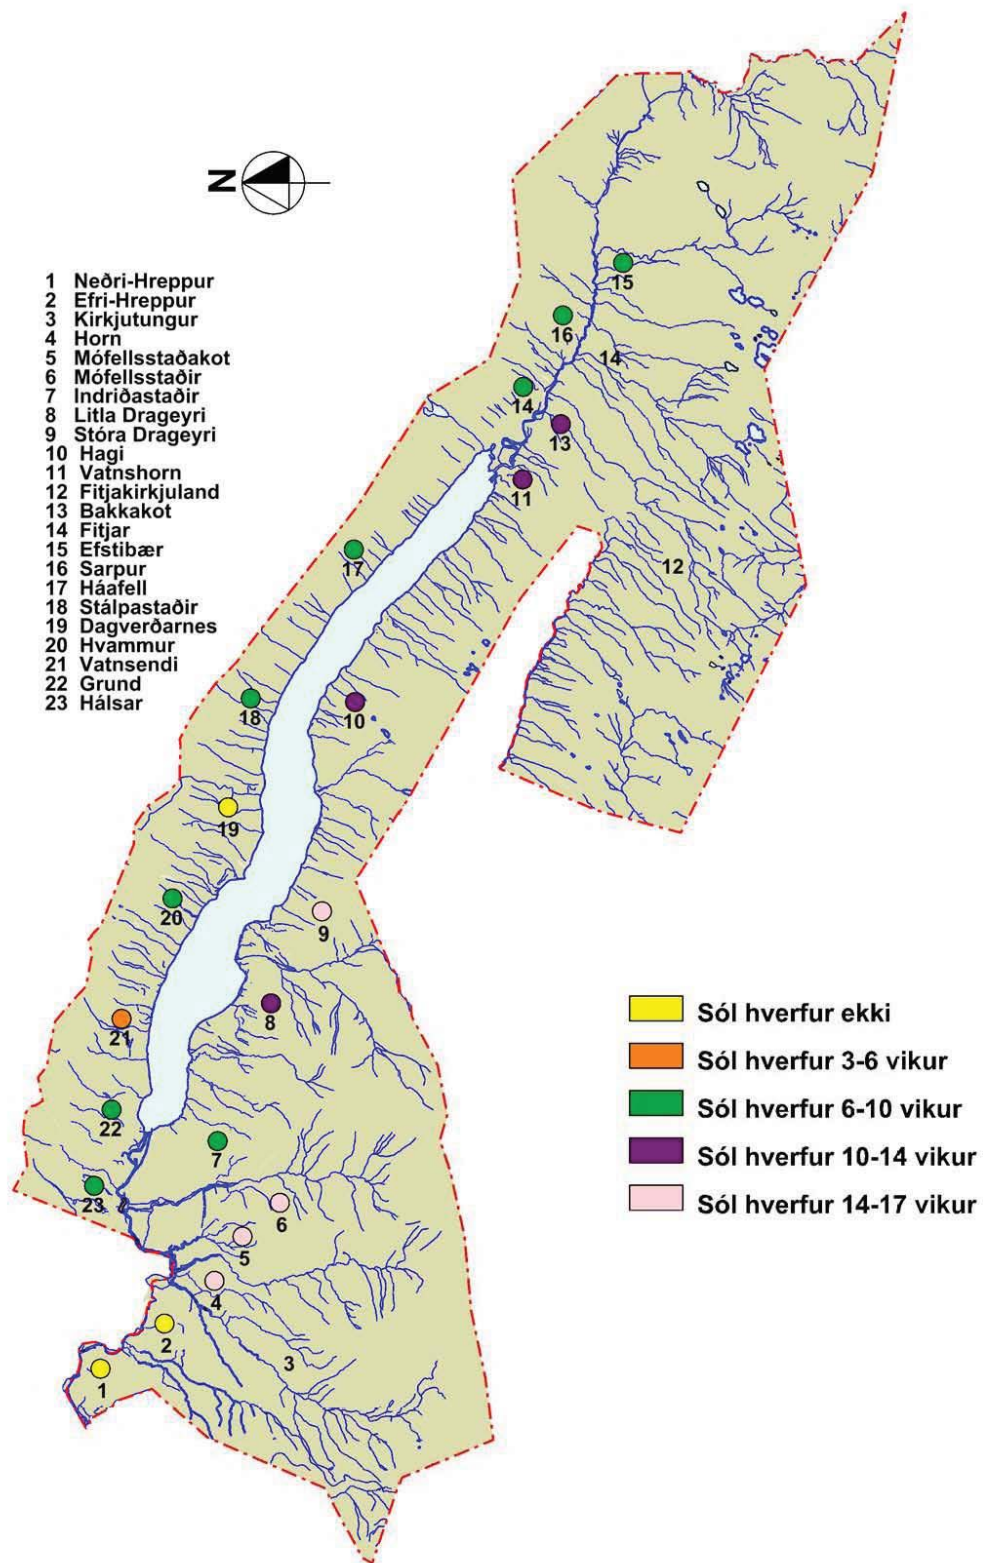 N
1 Neðri-Hreppur
2 Efri-Hreppur
3 Kirkjutungur
4 Horn
5 Mófellsstaðakot
6 Mófellsstaðir
7 Indriðastaðir
8 Litla Drageyri
9 Stóra Drageyri
10 Hagi
11 Vatnshorn
12 Fitjakirkjuland
13 Bakkakot
14 Fitjar
15 Efstibær
16 Sarpur
17 Háafell
18 Stálpastaðir
19 Dagverðarnes
20 Hvammur
21 Vatnsendi
22 Grund
23 Hálsar
15
16
14
14
13
11
17
12
18
10
19
20
9
8
21
22
7
23
6
5
4
2
3
1
Sól hverfur ekki
Sól hverfur 3-6 vikur
Sól hverfur 6-10 vikur
Sól hverfur 10-14 vikur
Sól hverfur 14-17 vikur